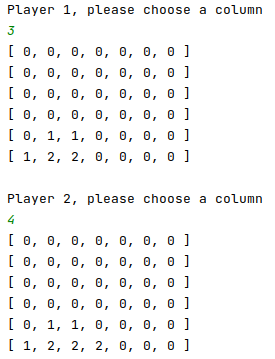 Player 1, please choose a column
3
[ 0, 0, 0, 0, 0, 0, 0 ]
[ 0, 0, 0, 0, 0, 0, 0 ]
[ 0, 0, 0, 0, 0, 0, 0 ]
[ 0, 0, 0, 0, 0, 0, 0 ]
[ 0, 1, 1, 0, 0, 0, 0 ]
[ 1, 2, 2, 0, 0, 0, 0 ]
Player 2, please choose a column
4
[ 0, 0, 0, 0, 0, 0, 0 ]
[ 0, 0, 0, 0, 0, 0, 0 ]
[ 0, 0, 0, 0, 0, 0, 0 ]
[ 0, 0, 0, 0, 0, 0, 0 ]
[ 0, 1, 1, 0, 0, 0, 0 ]
[ 1, 2, 2, 2, 0, 0, 0 ]